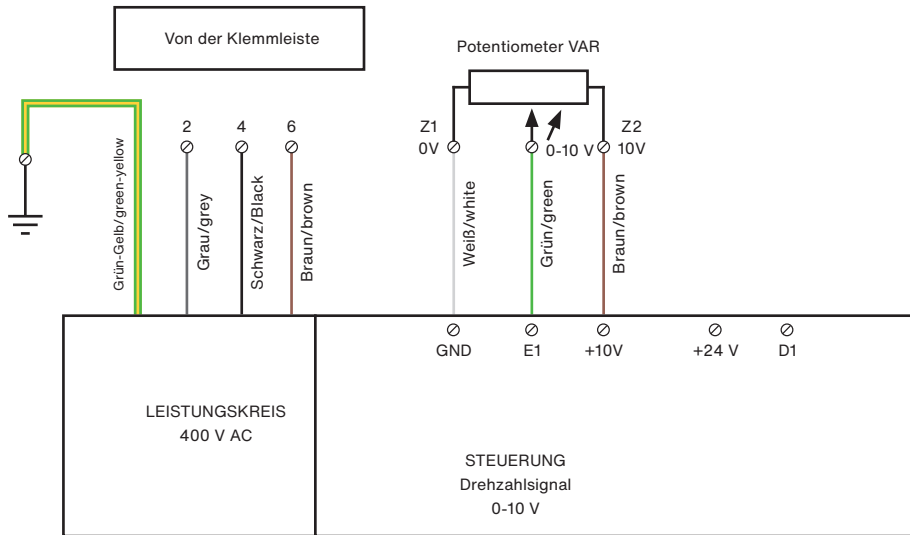 Von der Klemmleiste
Potentiometer VAR
2
4
6
Z1
0V
0-10 V
Z2
10V
Grün-Gelb/green-yellow
Grau/grey
Schwarz/Black
Braun/brown
Weiß/white
Grün/green
Braun/brown
GND
E1
+10V
+24 V
D1
LEISTUNGSKREIS
400 V AC
STEUERUNG
Drehzahlsignal
0-10 V